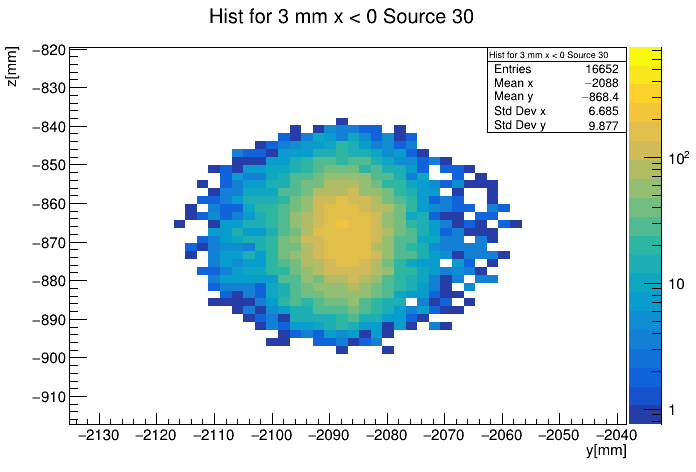 Hist for 3 mm x < 0 Source 30
Hist for 3 mm x < 0 Source 30
Entries 16652
Mean x −2088
Mean y −868.4
Std Dev x 6.685
Std Dev y 9.877
z[mm]
−820
−830
−840
−850
−860
−870
−880
−890
−900
−910
−2130 −2120 −2110 −2100 −2090 −2080 −2070 −2060 −2050 −2040
y[mm]
10²
10
1